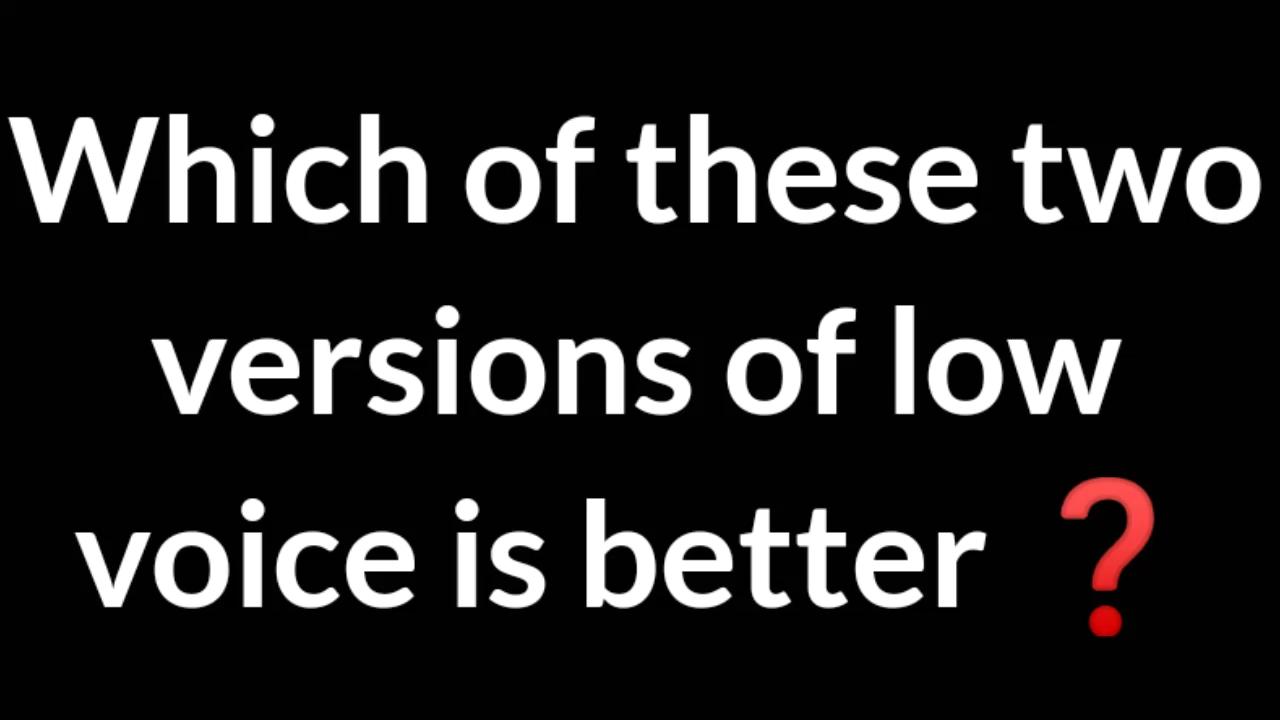 Which of these two
versions of low
voice is better ❓